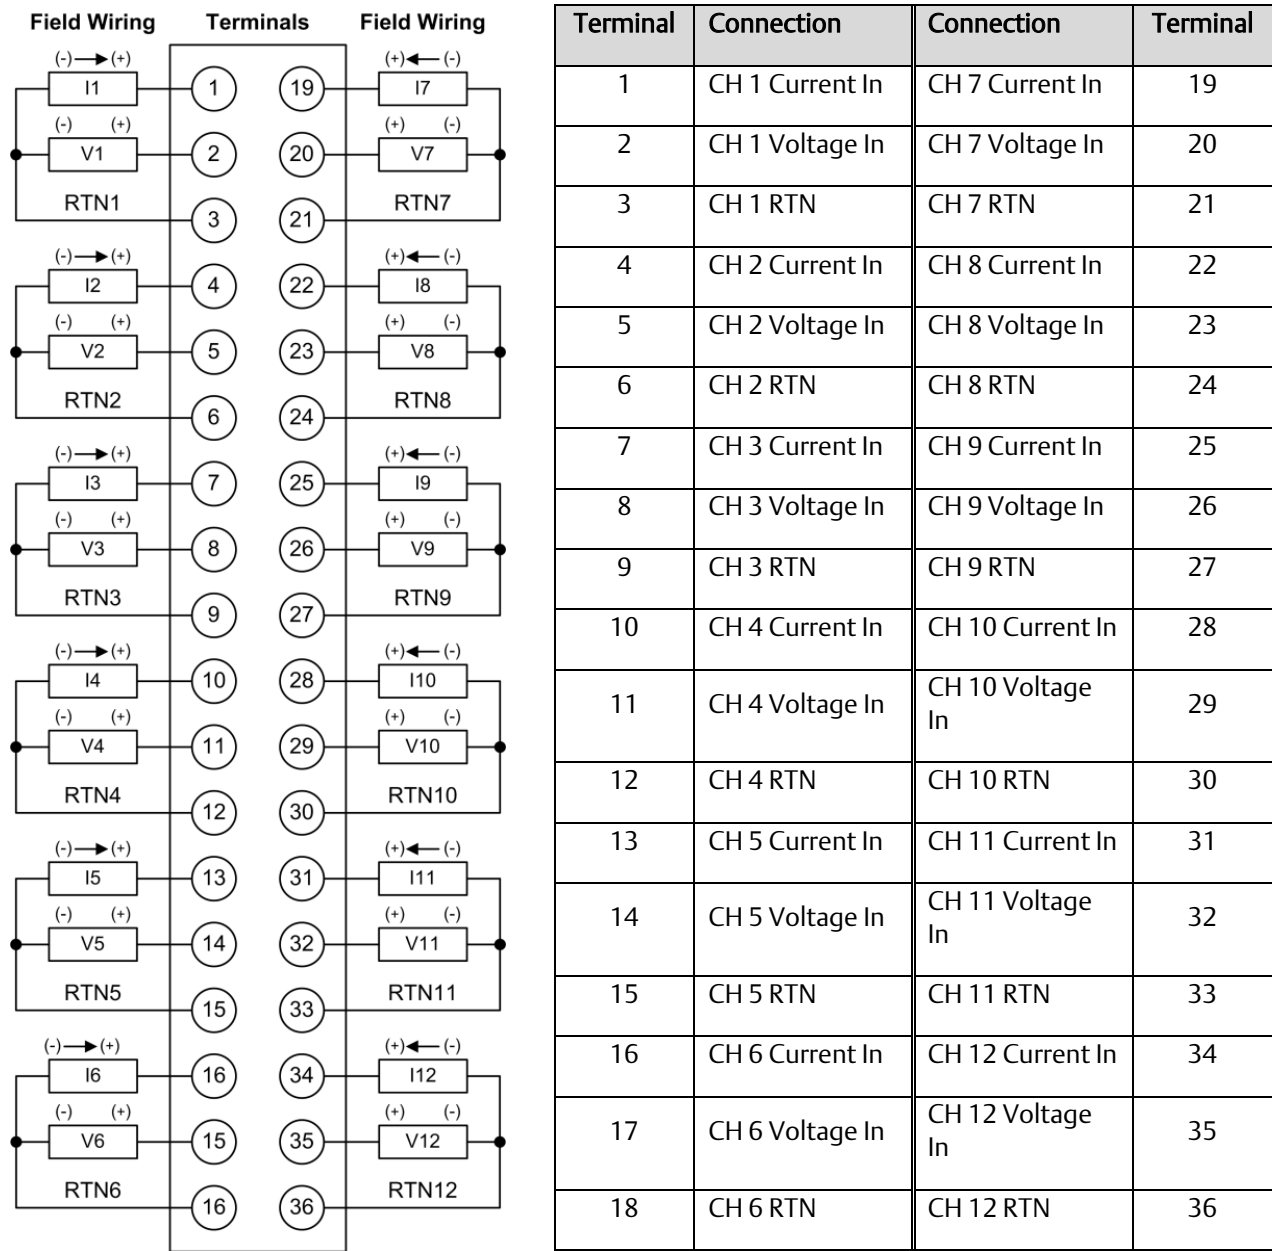 Field Wiring Terminals Field Wiring
(-) (+) (+) (-)
I1 1 19 I7
(-) (+) (+) (-)
V1 2 20 V7
RTN1 3 21 RTN7
(-) (+) (+) (-)
I2 4 22 I8
(-) (+) (+) (-)
V2 5 23 V8
RTN2 6 24 RTN8
(-) (+) (+) (-)
I3 7 25 I9
(-) (+) (+) (-)
V3 8 26 V9
RTN3 9 27 RTN9
(-) (+) (+) (-)
I4 10 28 I10
(-) (+) (+) (-)
V4 11 29 V10
RTN4 12 30 RTN10
(-) (+) (+) (-)
I5 13 31 I11
(-) (+) (+) (-)
V5 14 32 V11
RTN5 15 33 RTN11
(-) (+) (+) (-)
I6 16 34 I12
(-) (+) (+) (-)
V6 15 35 V12
RTN6 16 36 RTN12
Terminal Connection Connection Terminal
1 CH 1 Current In CH 7 Current In 19
2 CH 1 Voltage In CH 7 Voltage In 20
3 CH 1 RTN CH 7 RTN 21
4 CH 2 Current In CH 8 Current In 22
5 CH 2 Voltage In CH 8 Voltage In 23
6 CH 2 RTN CH 8 RTN 24
7 CH 3 Current In CH 9 Current In 25
8 CH 3 Voltage In CH 9 Voltage In 26
9 CH 3 RTN CH 9 RTN 27
10 CH 4 Current In CH 10 Current In 28
11 CH 4 Voltage In CH 10 Voltage
In 29
12 CH 4 RTN CH 10 RTN 30
13 CH 5 Current In CH 11 Current In 31
14 CH 5 Voltage In CH 11 Voltage
In 32
15 CH 5 RTN CH 11 RTN 33
16 CH 6 Current In CH 12 Current In 34
17 CH 6 Voltage In CH 12 Voltage
In 35
18 CH 6 RTN CH 12 RTN 36